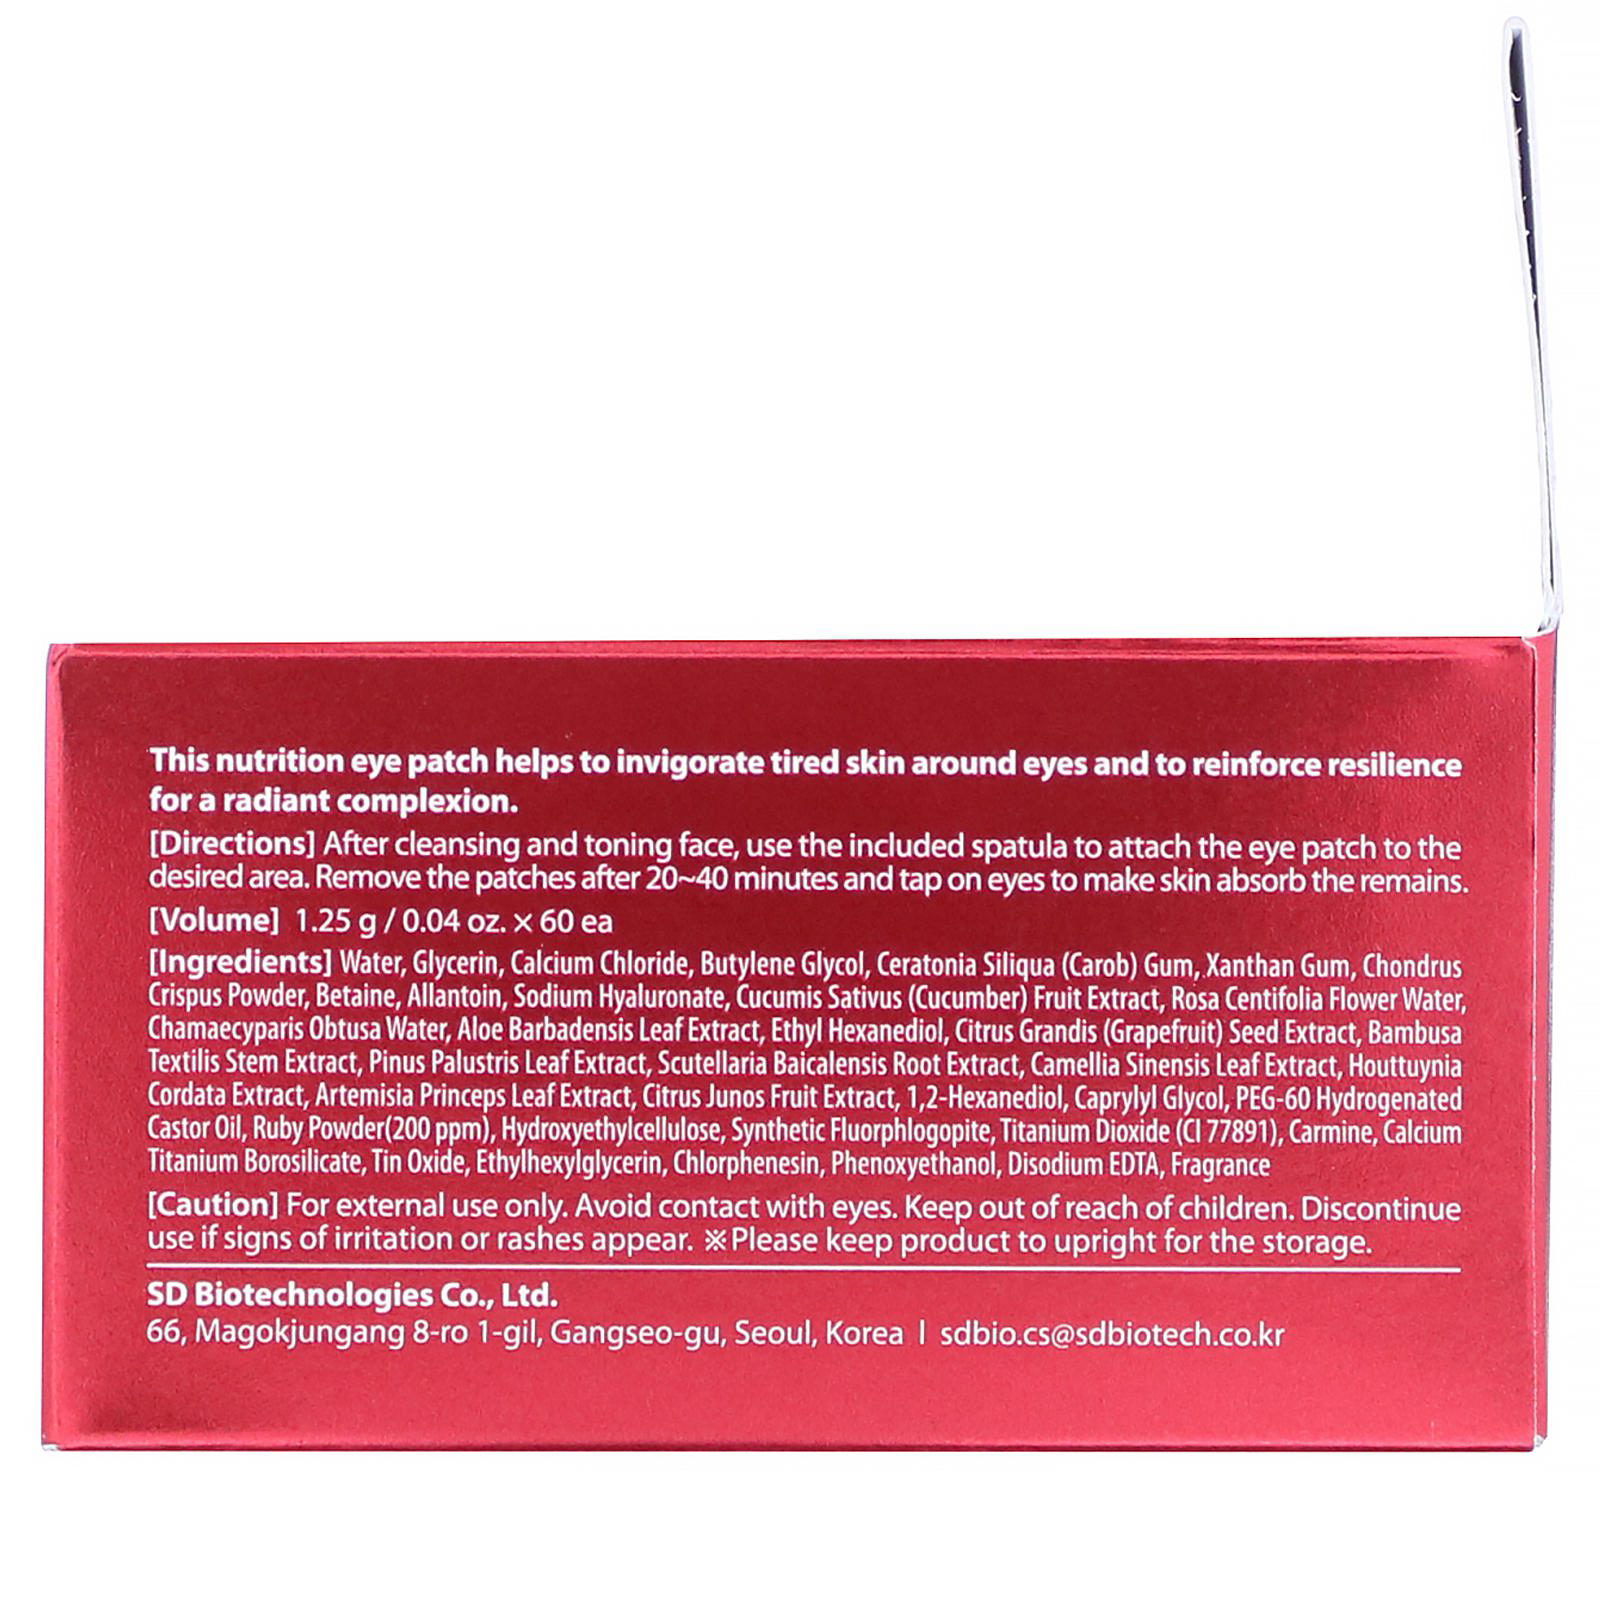 This nutrition eye patch helps to invigorate tired skin around eyes and to reinforce resilience
for a radiant complexion.
[Directions] After cleansing and toning face, use the included spatula to attach the eye patch to the
desired area. Remove the patches after 20~40 minutes and tap on eyes to make skin absorb the remains.
[Volume] 1.25 g / 0.04 oz. × 60 ea
[Ingredients] Water, Glycerin, Calcium Chloride, Butylene Glycol, Ceratonia Siliqua (Carob) Gum, Xanthan Gum, Chondrus
Crispus Powder, Betaine, Allantoin, Sodium Hyaluronate, Cucumis Sativus (Cucumber) Fruit Extract, Rosa Centifolia Flower Water,
Chamaecyparis Obtusa Water, Aloe Barbadensis Leaf Extract, Ethyl Hexanediol, Citrus Grandis (Grapefruit) Seed Extract, Bambusa
Textilis Stem Extract, Pinus Palustris Leaf Extract, Scutellaria Baicalensis Root Extract, Camellia Sinensis Leaf Extract, Houttuynia
Cordata Extract, Artemisia Princeps Leaf Extract, Citrus Junos Fruit Extract, 1,2-Hexanediol, Caprylyl Glycol, PEG-60 Hydrogenated
Castor Oil, Ruby Powder(200 ppm), Hydroxyethylcellulose, Synthetic Fluorphlogopite, Titanium Dioxide (CI 77891), Carmine, Calcium
Titanium Borosilicate, Tin Oxide, Ethylhexylglycerin, Chlorphenesin, Phenoxyethanol, Disodium EDTA, Fragrance
[Caution] For external use only. Avoid contact with eyes. Keep out of reach of children. Discontinue
use if signs of irritation or rashes appear. ※Please keep product to upright for the storage.
SD Biotechnologies Co., Ltd.
66, Magokjungang 8-ro 1-gil, Gangseo-gu, Seoul, Korea | sdbio.cs@sdbiotech.co.kr